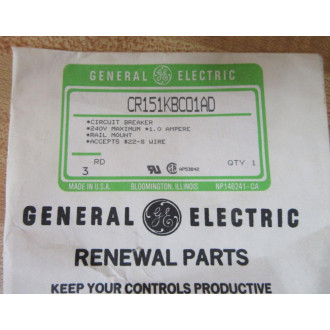 GENERAL ELECTRIC
CR151KBC01AD
*CIRCUIT BREAKER
*240V MAXIMUM *1.0 AMPERE
*RAIL MOUNT
*ACCEPTS #22-8 WIRE
RD
3
QTY 1
MADE IN U.S.A. BLOOMINGTON, ILLINOIS NP146241-CA
GENERAL ELECTRIC
RENEWAL PARTS
KEEP YOUR CONTROLS PRODUCTIVE